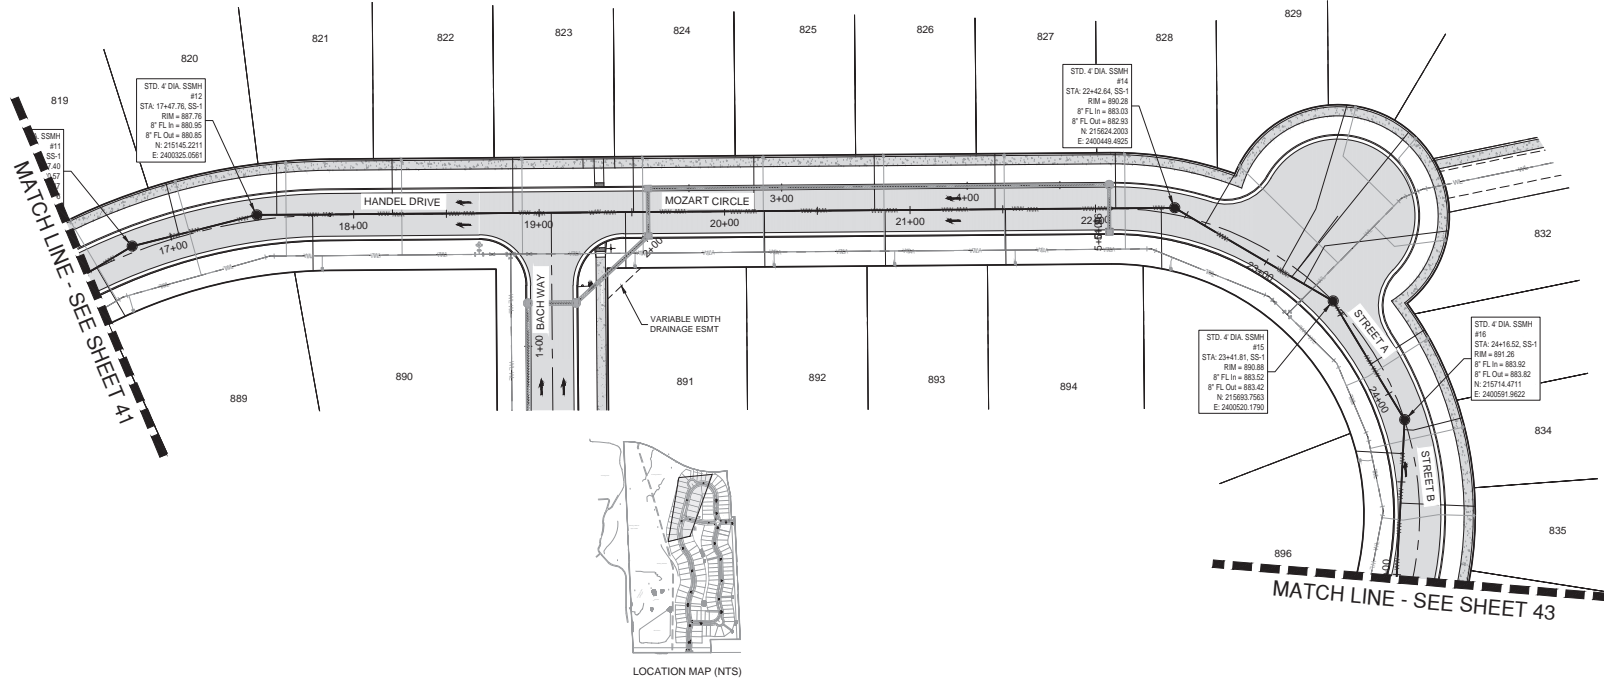 819
820
821
822
823
824
825
826
827
828
829
STD. 4' DIA. SSMH
#12
STA: 17+47.76, SS-1
RIM = 887.76
8" FL In = 880.95
8" FL Out = 880.85
N: 215145.2211
E: 2400325.0561
SSMH
#11
SS-1
STD. 4' DIA. SSMH
#14
STA: 22+42.64, SS-1
RIM = 890.28
8" FL In = 883.03
8" FL Out = 882.93
N: 215624.2003
E: 2400449.4925
MATCH LINE - SEE SHEET 41
HANDEL DRIVE
MOZART CIRCLE
3+00
4+00
17+00
18+00
19+00
20+00
21+00
22+00
2+00
23+00
24+00
BACH WAY
1+00
VARIABLE WIDTH
DRAINAGE ESMT
STREET A
STREET B
832
STD. 4' DIA. SSMH
#15
STA: 23+41.81, SS-1
RIM = 890.88
8" FL In = 883.52
8" FL Out = 883.42
N: 215693.7563
E: 2400520.1790
STD. 4' DIA. SSMH
#16
STA: 24+16.52, SS-1
RIM = 891.26
8" FL In = 883.92
8" FL Out = 883.82
N: 215714.4711
E: 2400591.9622
889
890
891
892
893
894
834
835
896
MATCH LINE - SEE SHEET 43
LOCATION MAP (NTS)